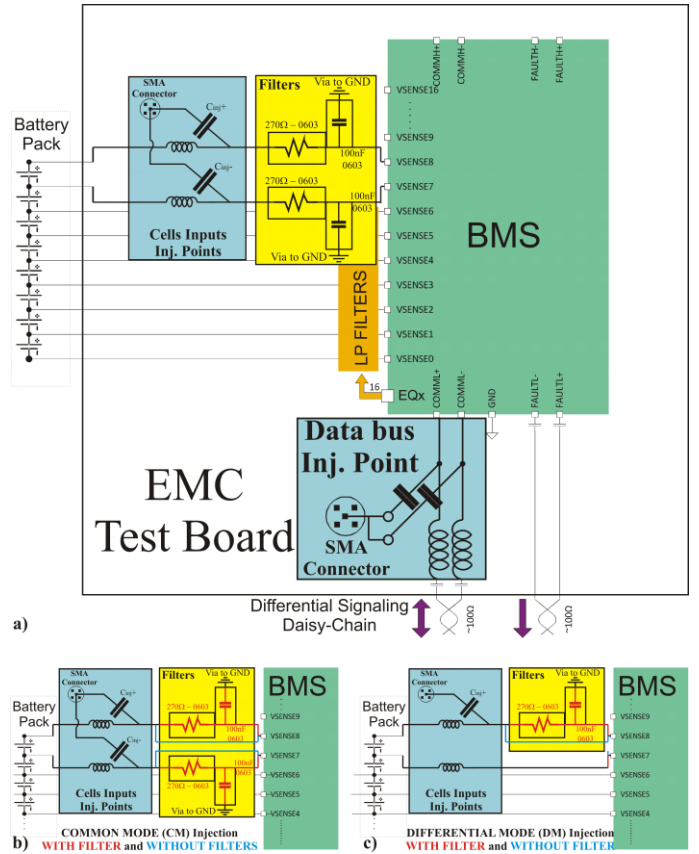 COMMH+
COMMH-
FAULTH-
FAULTH+
SMA
Connector
Cinj+
Cinj-
Cells Inputs
Inj. Points
Filters
Via to GND
270Ω – 0603
100nF
0603
270Ω – 0603
100nF
0603
Via to GND
Battery
Pack
VSENSE16
VSENSE9
VSENSE8
VSENSE7
VSENSE6
VSENSE5
VSENSE4
VSENSE3
VSENSE2
VSENSE1
VSENSE0
BMS
LP FILTERS
16
EQx
COMML+
COMML-
GND
FAULTL-
FAULTL+
Data bus
Inj. Point
SMA
Connector
EMC
Test Board
Differential Signaling
Daisy-Chain
~100Ω
~100Ω
a)
Battery
Pack
SMA
Connector
Cinj+
Cinj-
Cells Inputs
Inj. Points
Filters
Via to GND
270Ω – 0603
100nF
0603
270Ω – 0603
100nF
0603
Via to GND
BMS
VSENSE9
VSENSE8
VSENSE7
VSENSE6
VSENSE5
VSENSE4
b)
COMMON MODE (CM) Injection
WITH FILTER and WITHOUT FILTERS
Battery
Pack
SMA
Connector
Cinj+
Cells Inputs
Inj. Points
Filters
Via to GND
270Ω – 0603
100nF
0603
BMS
VSENSE9
VSENSE8
VSENSE7
VSENSE6
VSENSE5
VSENSE4
c)
DIFFERENTIAL MODE (DM) Injection
WITH FILTER and WITHOUT FILTER